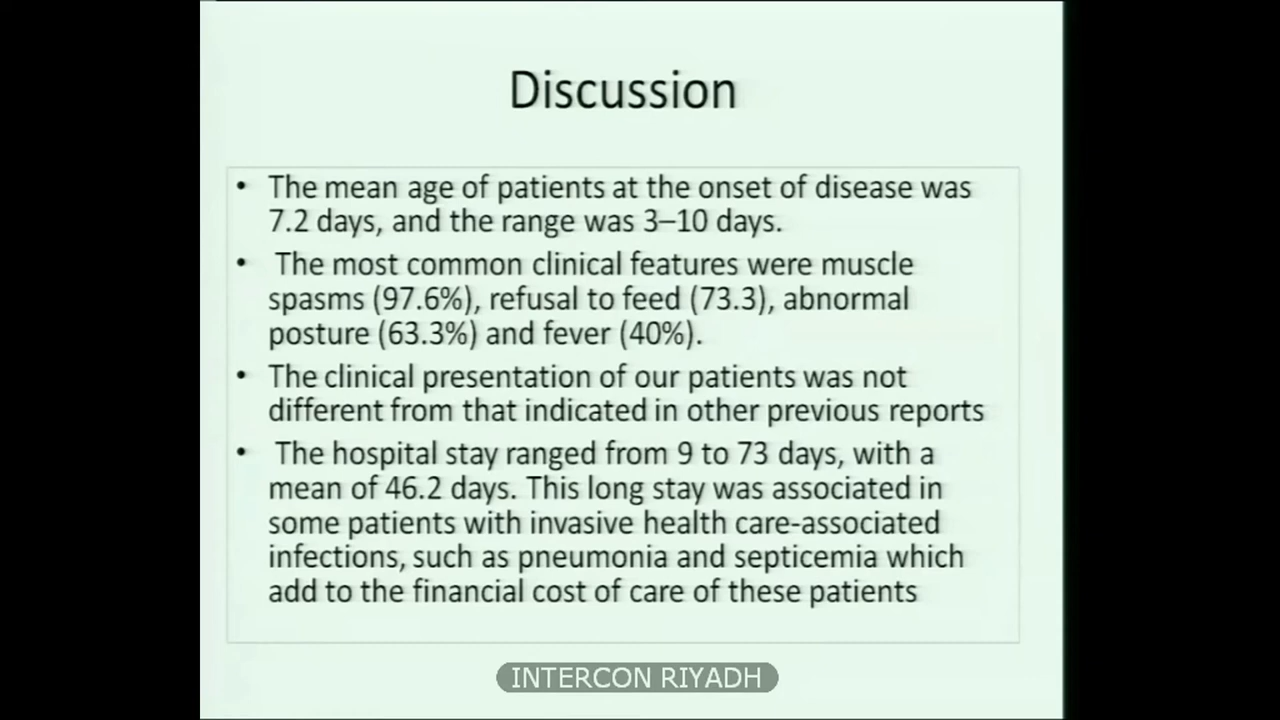 Discussion
• The mean age of patients at the onset of disease was
7.2 days, and the range was 3–10 days.
• The most common clinical features were muscle
spasms (97.6%), refusal to feed (73.3), abnormal
posture (63.3%) and fever (40%).
• The clinical presentation of our patients was not
different from that indicated in other previous reports
• The hospital stay ranged from 9 to 73 days, with a
mean of 46.2 days. This long stay was associated in
some patients with invasive health care-associated
infections, such as pneumonia and septicemia which
add to the financial cost of care of these patients
INTERCON RIYADH